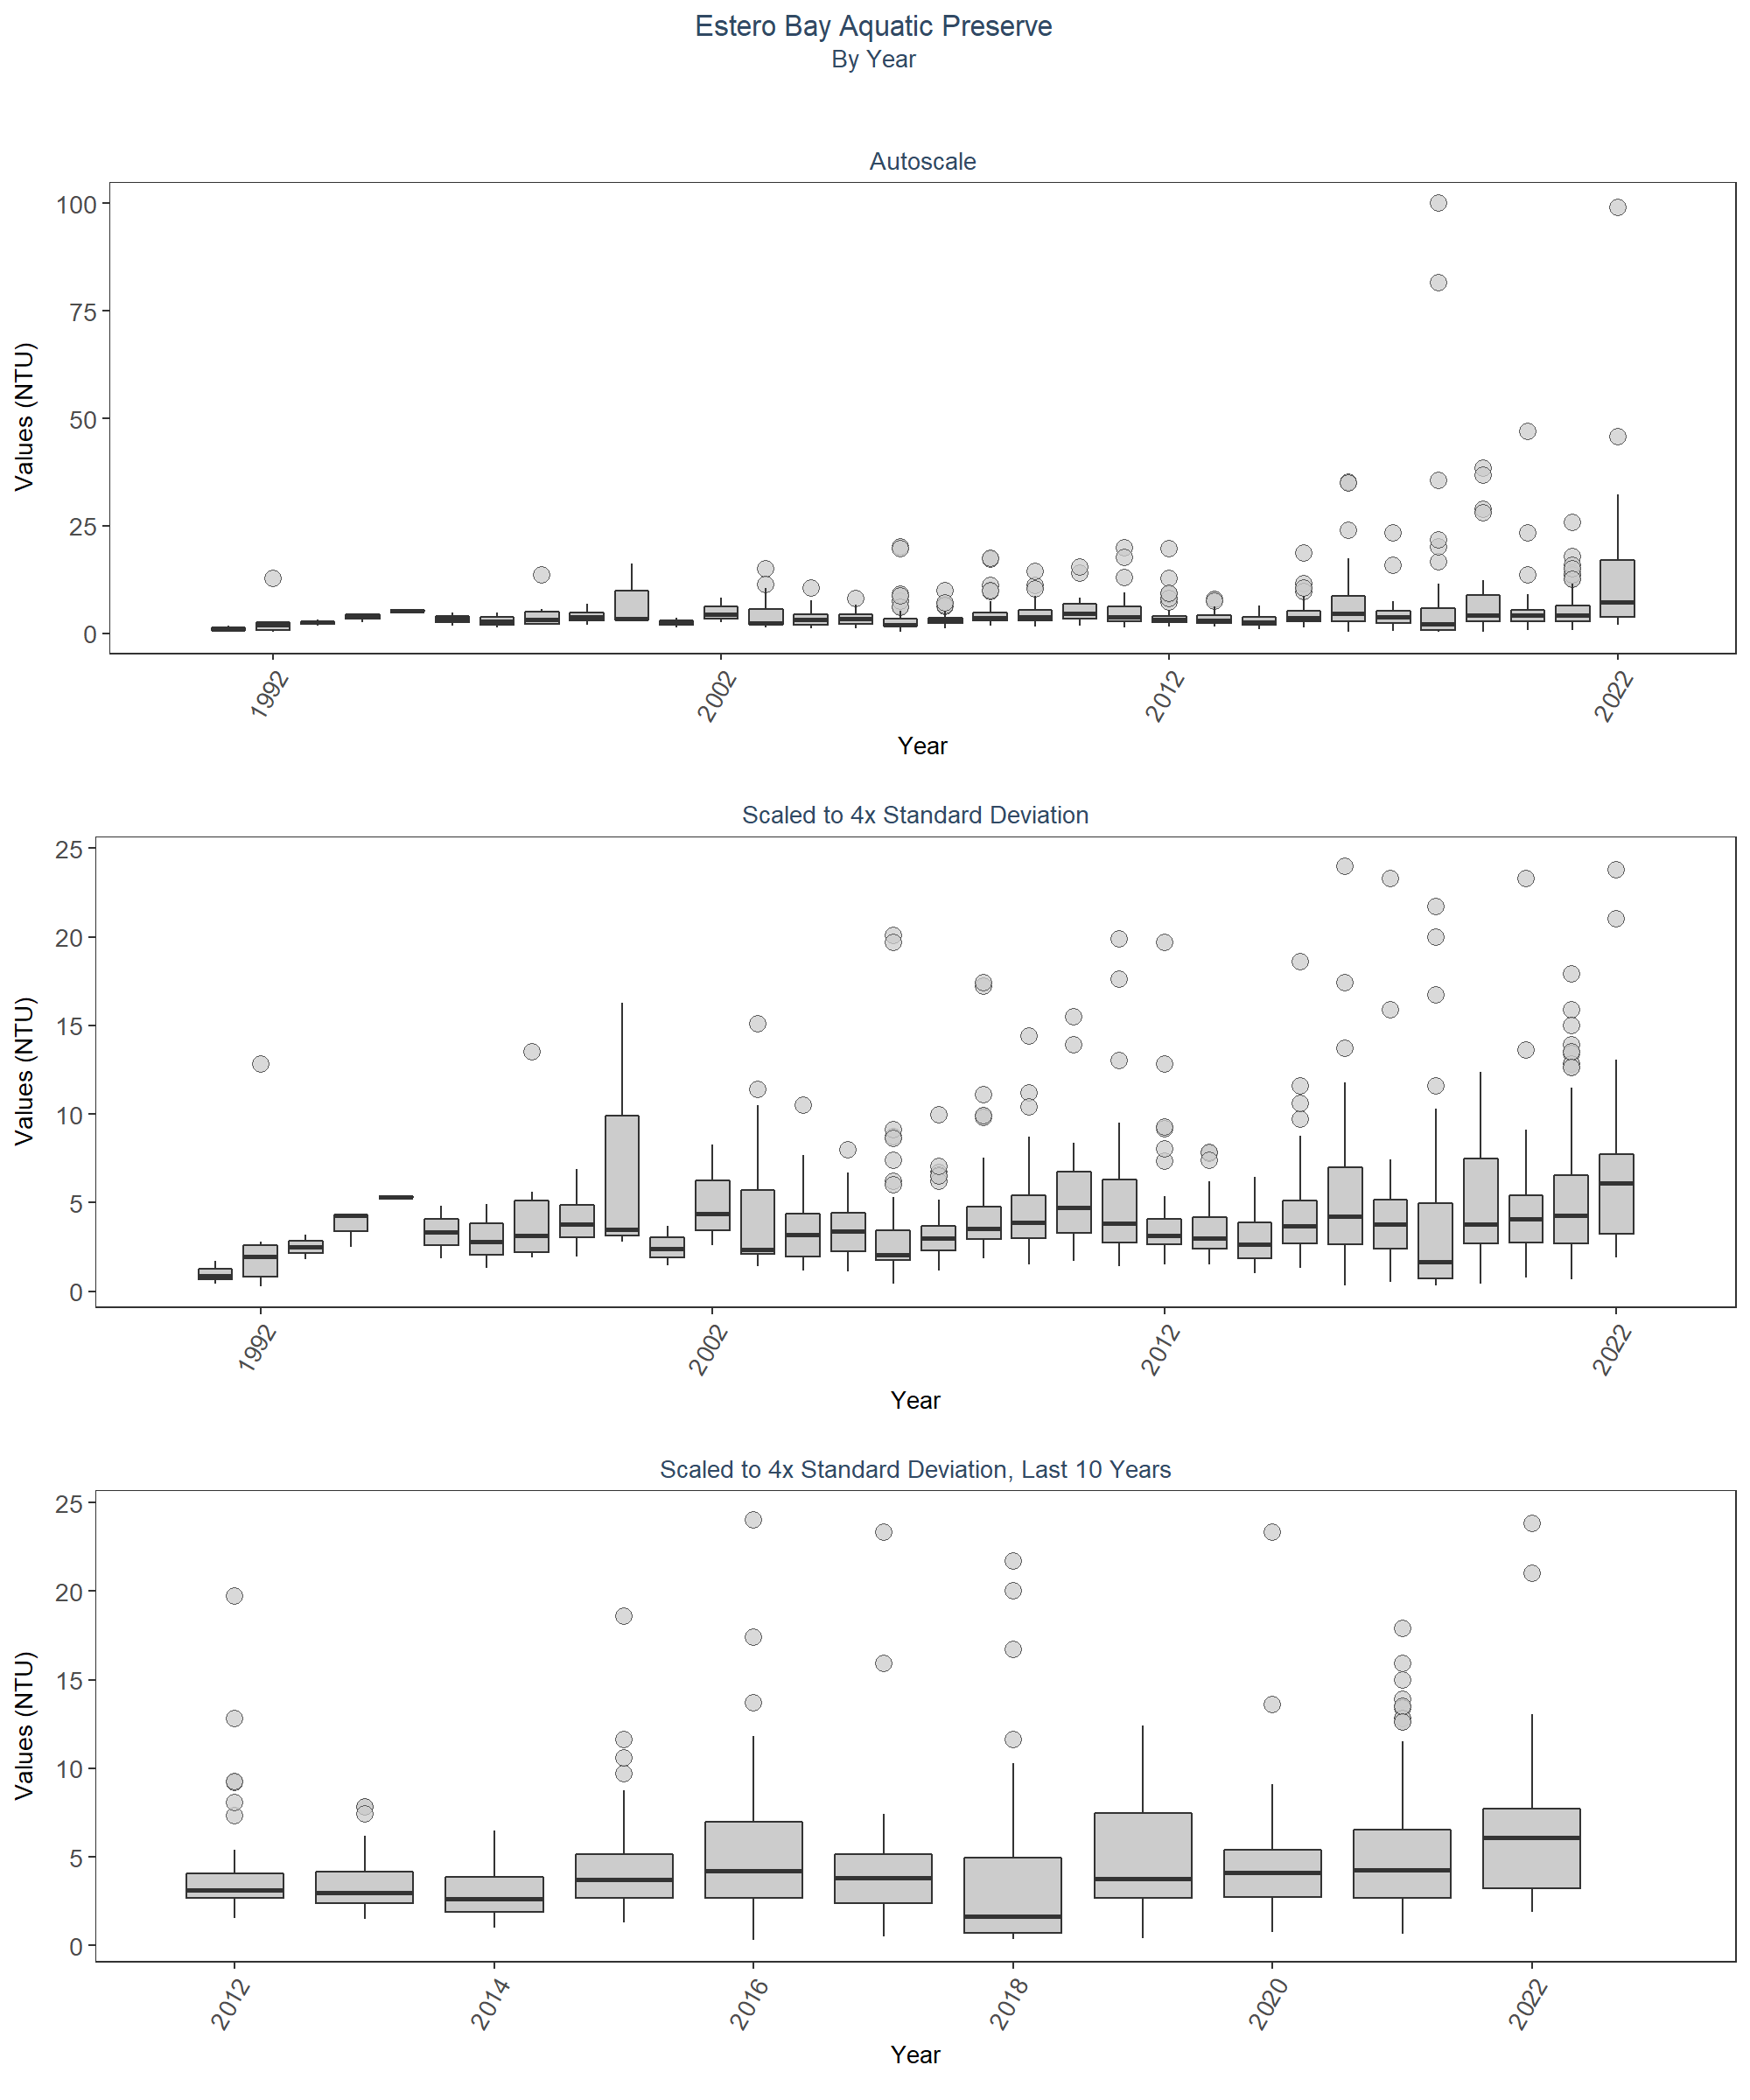 Estero Bay Aquatic Preserve
By Year
Autoscale
Values (NTU)
100
75
50
25
0
1992
2002
2012
2022
Year
Scaled to 4x Standard Deviation
Values (NTU)
25
20
15
10
5
0
1992
2002
2012
2022
Year
Scaled to 4x Standard Deviation, Last 10 Years
Values (NTU)
25
20
15
10
5
0
2012
2014
2016
2018
2020
2022
Year